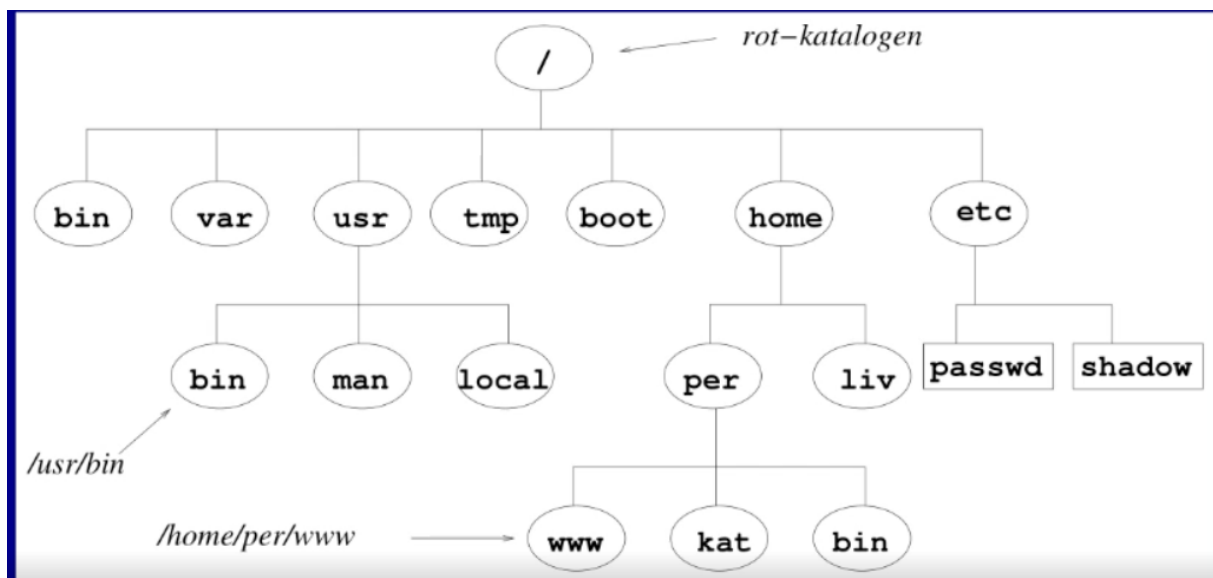 /
rot-katalogen
bin var usr tmp boot home etc
bin man local per liv passwd shadow
/usr/bin
/home/per/www
www kat bin